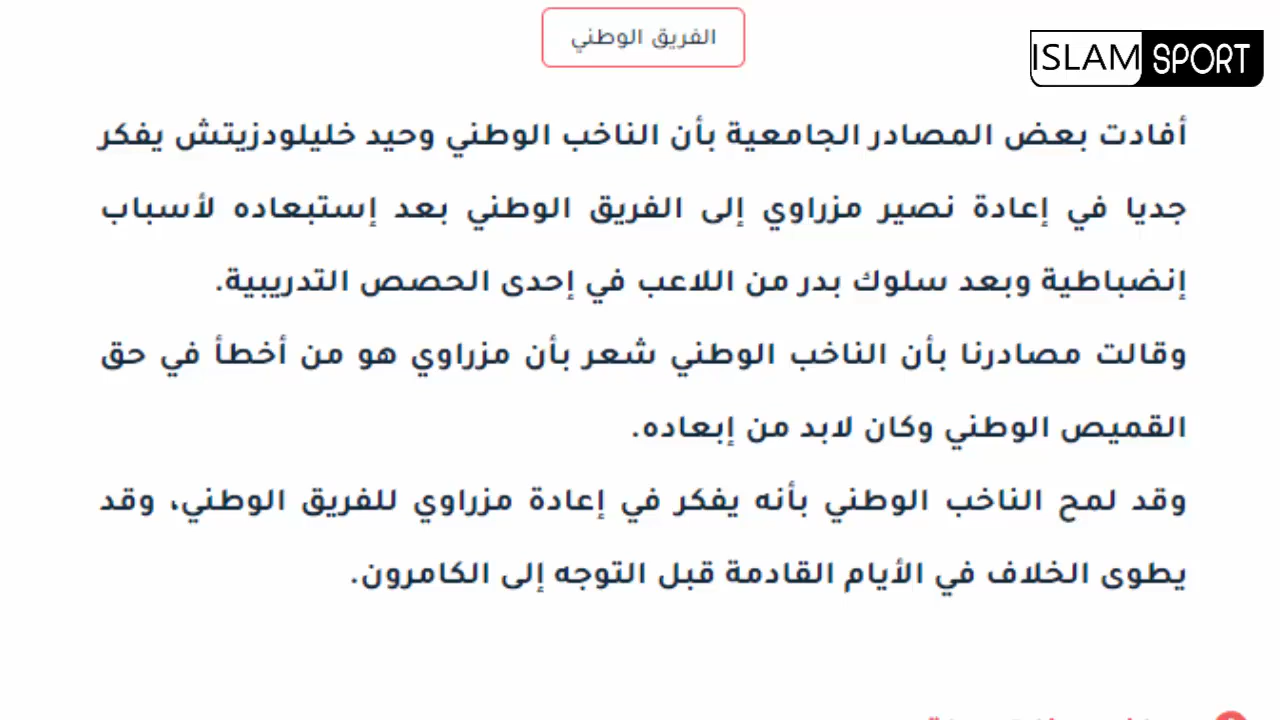 الفريق الوطني
ISLAM SPORT
أفادت بعض المصادر الجامعية بأن الناخب الوطني وحيد خليلودزيتش يفكر
جديا في إعادة نصير مزراوي إلى الفريق الوطني بعد إستبعاده لأسباب
إنضباطية وبعد سلوك بدر من اللاعب في إحدى الحصص التدريبية.
وقالت مصادرنا بأن الناخب الوطني شعر بأن مزراوي هو من أخطأ في حق
القميص الوطني وكان لابد من إبعاده.
وقد لمح الناخب الوطني بأنه يفكر في إعادة مزراوي للفريق الوطني، وقد
يطوى الخلاف في الأيام القادمة قبل التوجه إلى الكامرون.